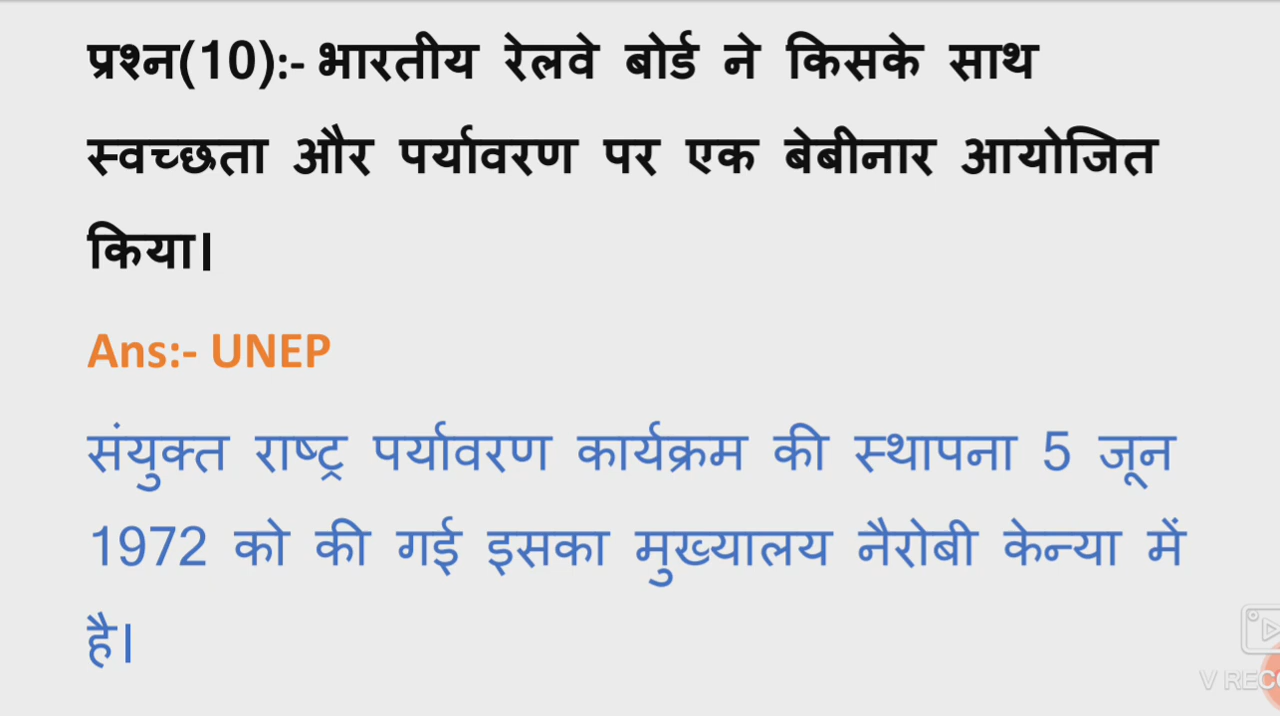 प्रश्न(10):- भारतीय रेलवे बोर्ड ने किसके साथ
स्वच्छता और पर्यावरण पर एक बेबीनार आयोजित
किया।
Ans:- UNEP
संयुक्त राष्ट्र पर्यावरण कार्यक्रम की स्थापना 5 जून
1972 को की गई इसका मुख्यालय नैरोबी केन्या में
है।
V REC